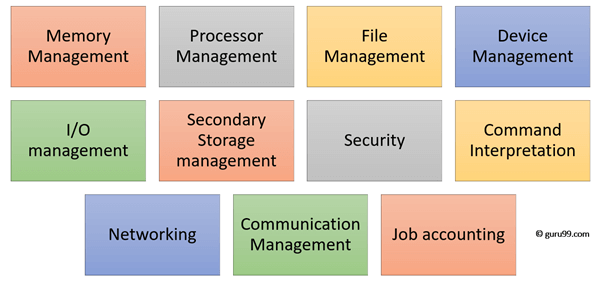 Memory
Management
Processor
Management
File
Management
Device
Management
I/O
management
Secondary
Storage
management
Security
Command
Interpretation
Networking
Communication
Management
Job accounting
© guru99.com